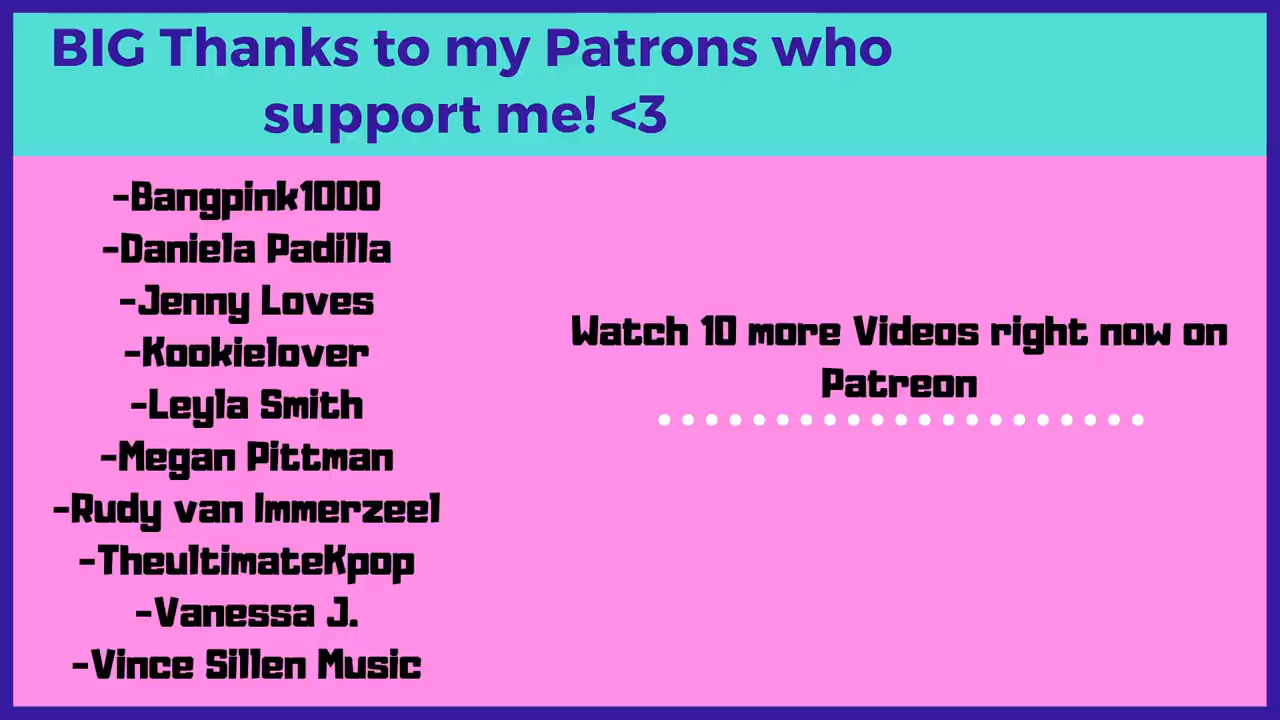 BIG Thanks to my Patrons who
support me! <3
-Bangpink1000
-Daniela Padilla
-Jenny Loves
-Kookielover
-Leyla Smith
-Megan Pittman
-Rudy van Immerzeel
-TheultimateKpop
-Vanessa J.
-Vince Sillen Music
Watch 10 more Videos right now on
Patreon